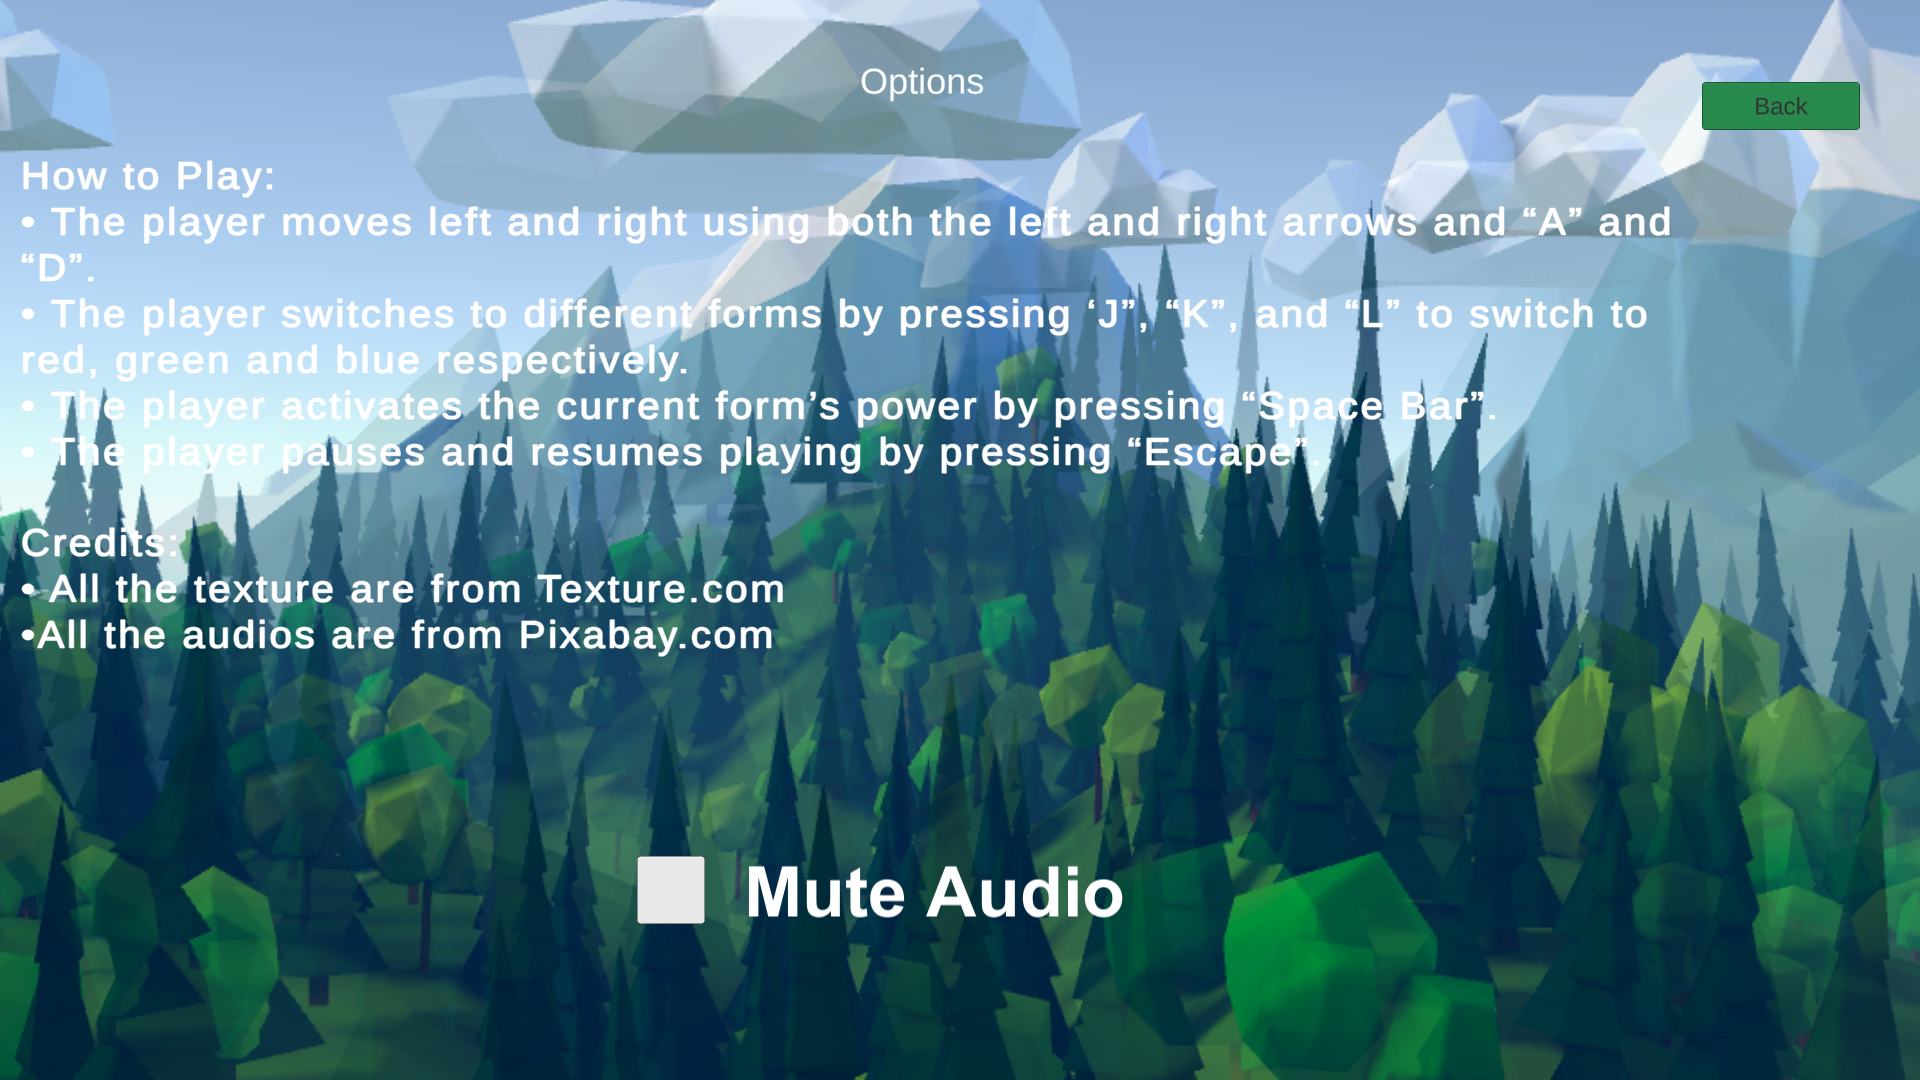 Options
Back
How to Play:
• The player moves left and right using both the left and right arrows and “A” and
“D”.
• The player switches to different forms by pressing ‘J”, “K”, and “L” to switch to
red, green and blue respectively.
• The player activates the current form’s power by pressing “Space Bar”.
• The player pauses and resumes playing by pressing “Escape”.
Credits:
• All the texture are from Texture.com
•All the audios are from Pixabay.com
Mute Audio